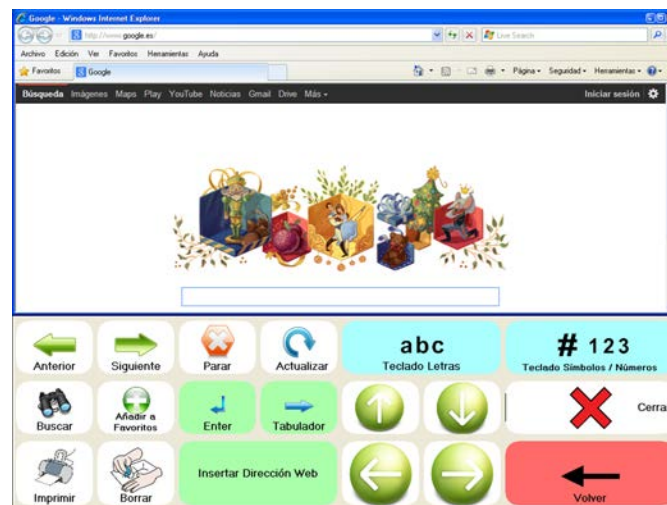 Google - Windows Internet Explorer
http://www.google.es/
Live Search
Archivo Edición Ver Favoritos Herramientas Ayuda
Favoritos Google Página Seguridad Herramientas
Búsqueda Imágenes Maps Play YouTube Noticias Gmail Drive Más Iniciar sesión
abc # 123
Anterior Siguiente Parar Actualizar Teclado Letras Teclado Símbolos / Números
Añadir a
Buscar Favoritos Enter Tabulador Cerra
Insertar Dirección Web
Imprimir Borrar Volver